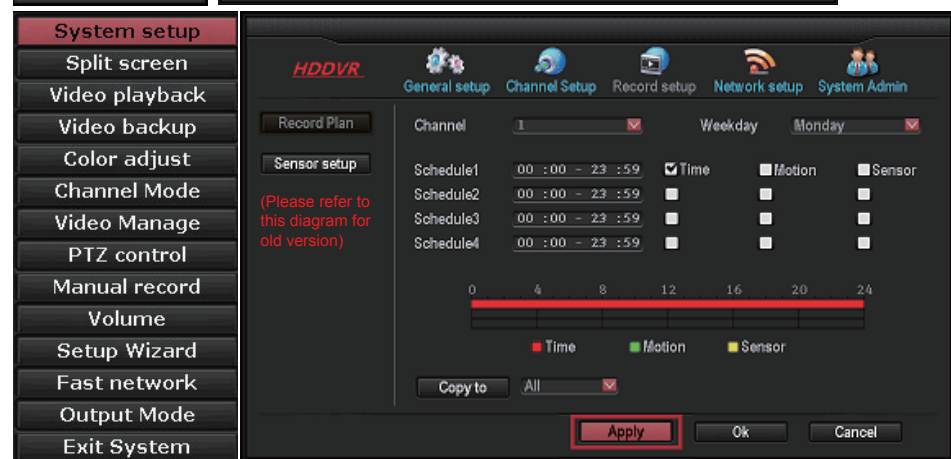 System setup
Split screen
Video playback
Video backup
Color adjust
Channel Mode
Video Manage
PTZ control
Manual record
Volume
Setup Wizard
Fast network
Output Mode
Exit System
HDDVR
General setup Channel Setup Record setup Network setup System Admin
Record Plan
Sensor setup
(Please refer to
this diagram for
old version)
Channel 1 Weekday Monday
Schedule1 00 :00 - 23 :59 Time Motion Sensor
Schedule2 00 :00 - 23 :59
Schedule3 00 :00 - 23 :59
Schedule4 00 :00 - 23 :59
0 4 8 12 16 20 24
Time Motion Sensor
Copy to All
Apply Ok Cancel